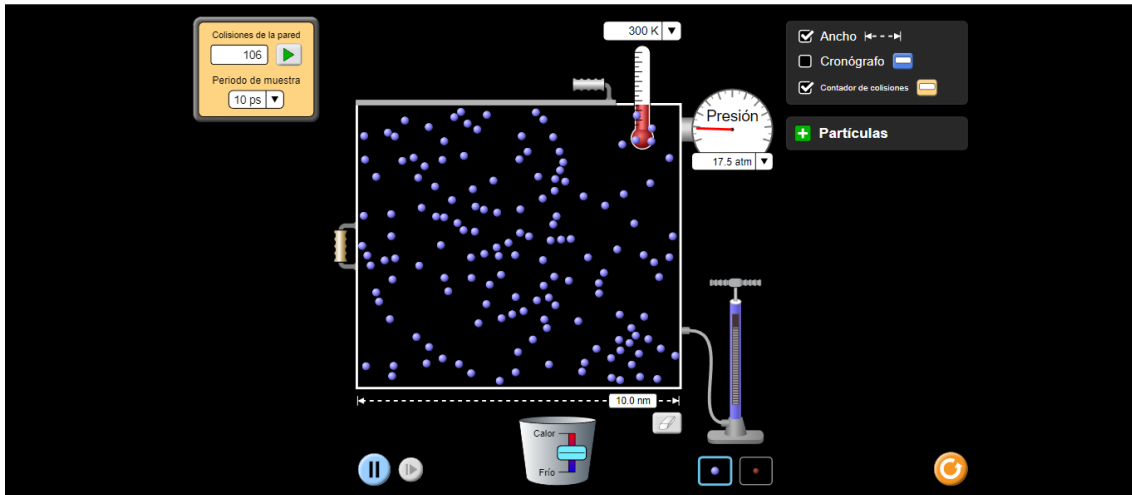 Colisiones de la pared
106
Periodo de muestra
10 ps
300 K
Presión
17.5 atm
Ancho
Cronógrafo
Contador de colisiones
Partículas
10.0 nm
Calor
Frío